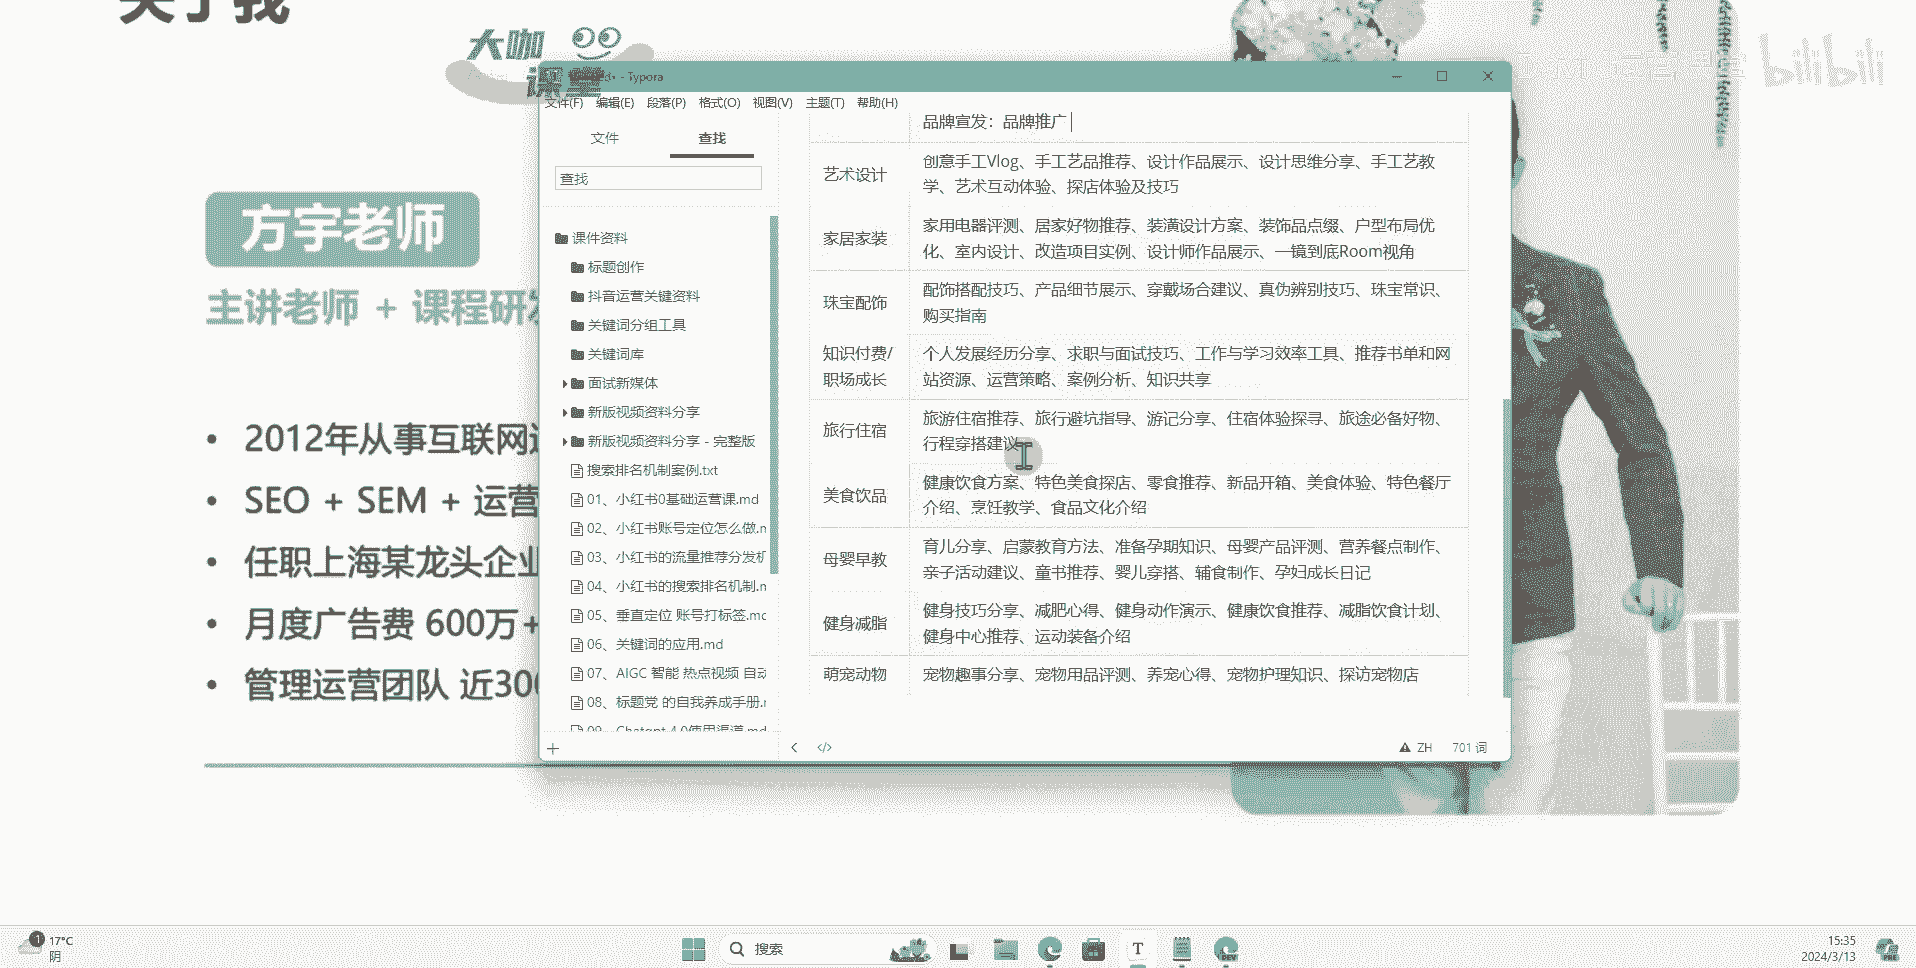 关于我
大咖
课堂
bilibili
方宇老师
主讲老师 + 课程研发
2012年从事互联网运
SEO + SEM + 运营
任职上海某龙头企业
月度广告费 600万+
管理运营团队 近300
- Typora
文件(F) 编辑(E) 段落(P) 格式(O) 视图(V) 主题(T) 帮助(H)
文件 查找
查找
课件资料
标题创作
抖音运营关键资料
关键词分组工具
关键词库
面试新媒体
新版视频资料分享
新版视频资料分享 - 完整版
搜索排名机制案例.txt
01、小红书0基础运营课.md
02、小红书账号定位怎么做.m
03、小红书的流量推荐分发机
04、小红书的搜索排名机制.m
05、垂直定位 账号打标签.mc
06、关键词的应用.md
07、AIGC 智能 热点视频 自动
08、标题党 的自我养成手册.r
09、Chatgpt 4.0使用渠道.md
品牌宣发：品牌推广
艺术设计
创意手工Vlog、手工艺品推荐、设计作品展示、设计思维分享、手工艺教
学、艺术互动体验、探店体验及技巧
家居家装
家用电器评测、居家好物推荐、装潢设计方案、装饰品点缀、户型布局优
化、室内设计、改造项目实例、设计师作品展示、一镜到底Room视角
珠宝配饰
配饰搭配技巧、产品细节展示、穿戴场合建议、真伪辨别技巧、珠宝常识、
购买指南
知识付费/
职场成长
个人发展经历分享、求职与面试技巧、工作与学习效率工具、推荐书单和网
站资源、运营策略、案例分析、知识共享
旅行住宿
旅游住宿推荐、旅行避坑指导、游记分享、住宿体验探寻、旅途必备好物、
行程穿搭建议
美食饮品
健康饮食方案、特色美食探店、零食推荐、新品开箱、美食体验、特色餐厅
介绍、烹饪教学、食品文化介绍
母婴早教
育儿分享、启蒙教育方法、准备孕期知识、母婴产品评测、营养餐点制作、
亲子活动建议、童书推荐、婴儿穿搭、辅食制作、孕妇成长日记
健身减脂
健身技巧分享、减肥心得、健身动作演示、健康饮食推荐、减脂饮食计划、
健身中心推荐、运动装备介绍
萌宠动物
宠物趣事分享、宠物用品评测、养宠心得、宠物护理知识、探访宠物店
ZH 701 词
1
17°C
阴
搜索
T
DEV
15:35
2024/3/13
PRE